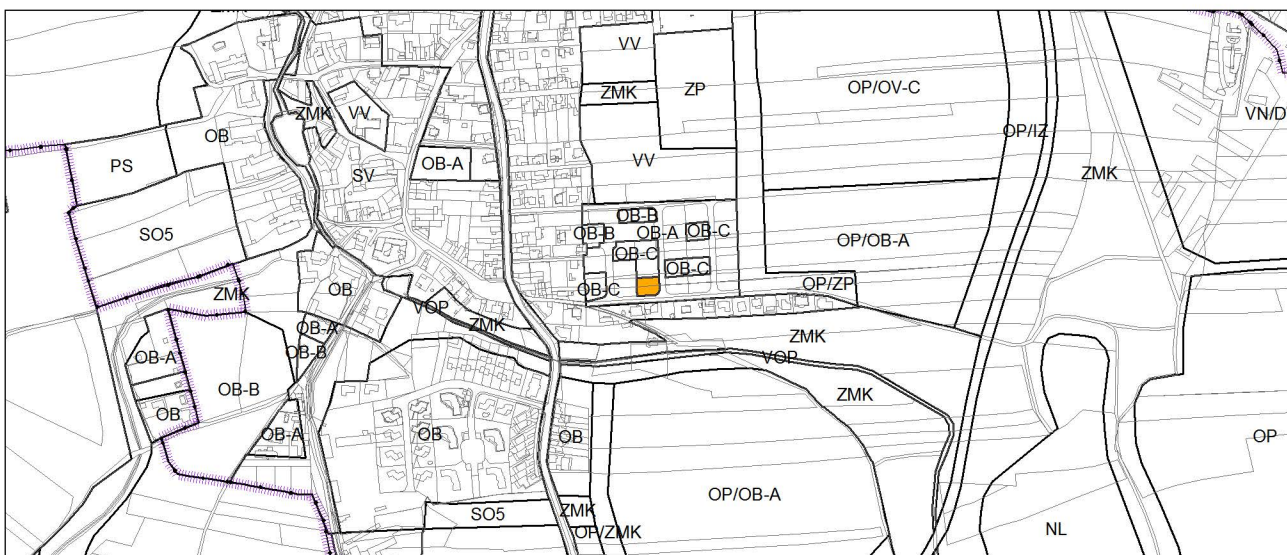 ZMK
VV
OP/OV-C
ZMK
ZP
ZMK
VV
VN/D
OB
OP/IZ
PS
OB-A
VV
ZMK
SV
OB-B
SO5
OB-B
OB-A
OB-C
OP/OB-A
OB-C
OB-C
OP/ZP
OB
OB-C
ZMK
VOP
ZMK
OB-A
ZMK
OB-A
OB-B
VOP
OB-B
ZMK
OB
OB-A
OB
OB
OP
OP/OB-A
SO5
ZMK
OP/ZMK
NL